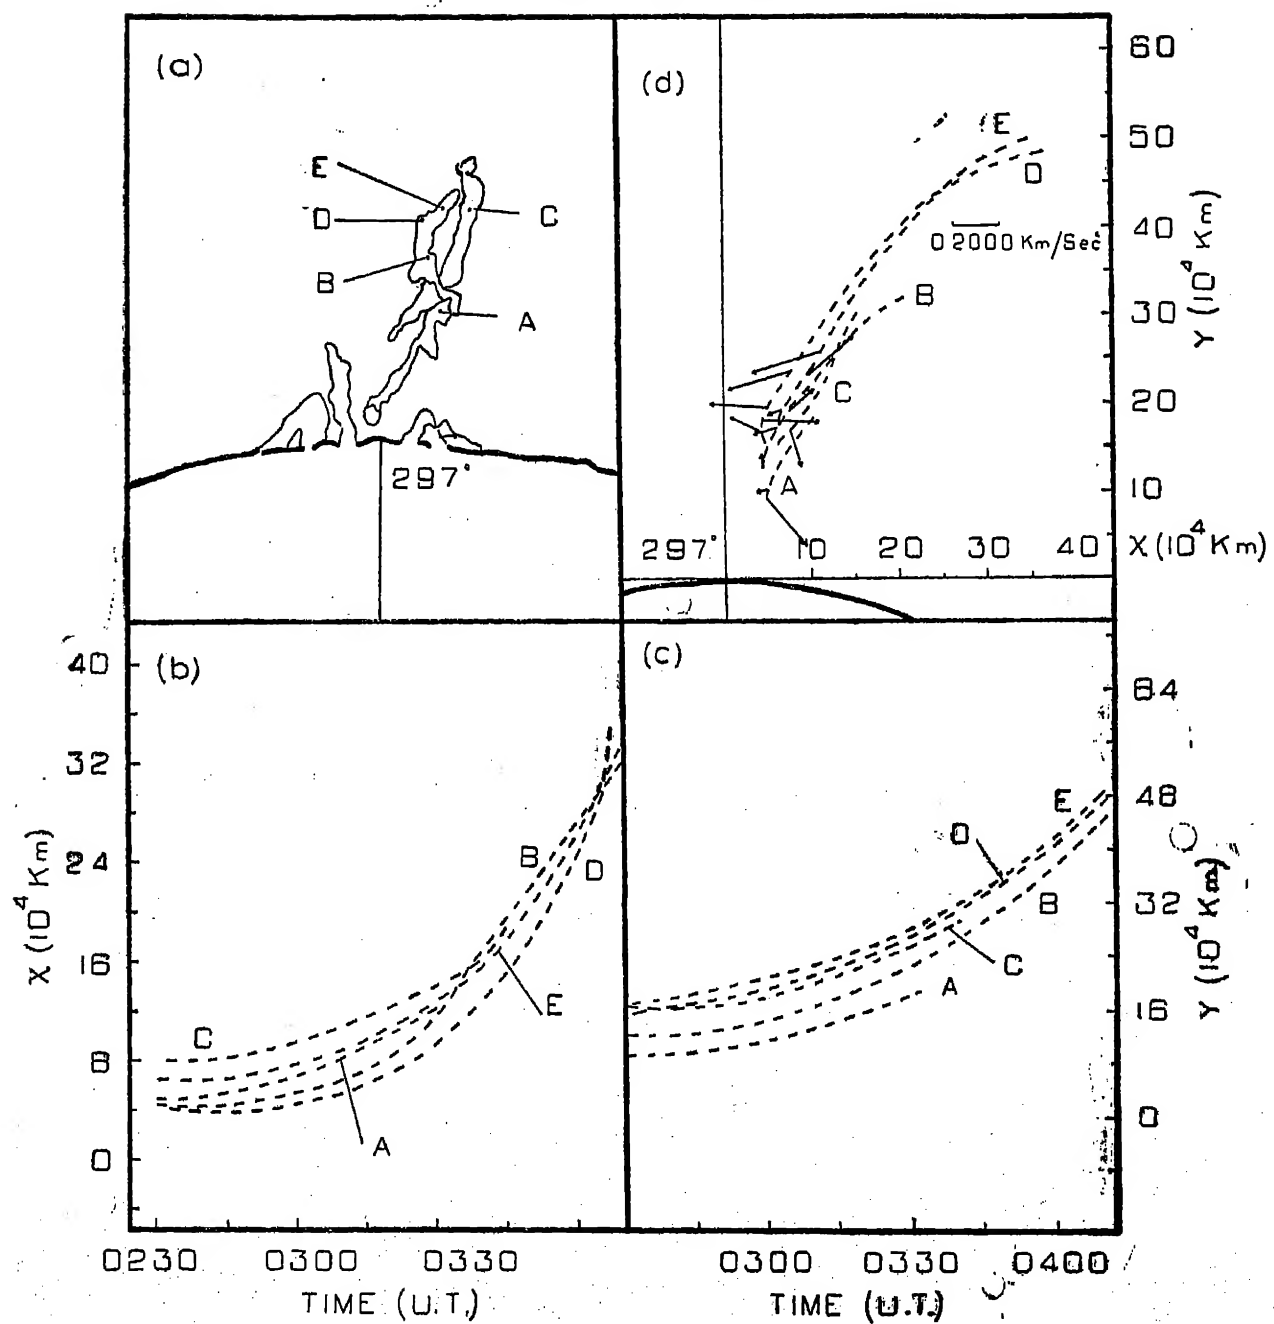 (a)
E
D
C
B
A
297°
(d)
E
D
0 2000 Km/Sec
B
C
A
60
50
40
30
20
10
Y (10⁴ Km)
297°
10 20 30 40 X (10⁴ Km)
(b)
40
32
24
16
8
0
X (10⁴ Km)
B
D
C
E
A
0230 0300 0330
TIME (U.T.)
(c)
E
D
B
C
A
64
48
32
16
0
Y (10⁴ Km)
0300 0330 0400
TIME (U.T.)